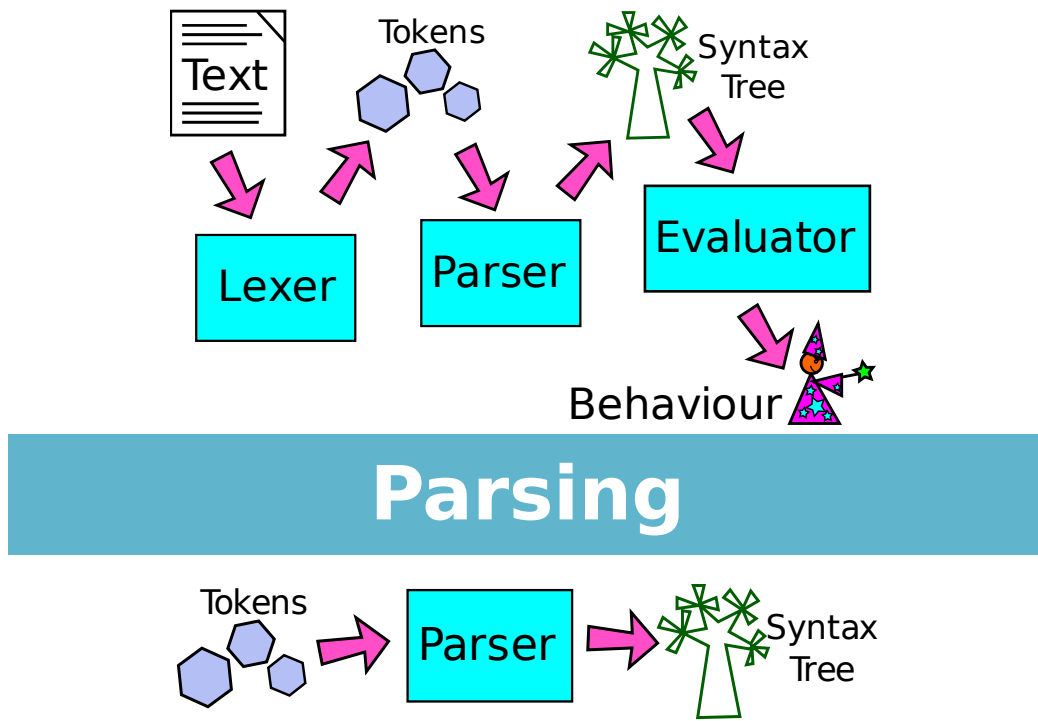 Text
Tokens
Syntax
Tree
Lexer
Parser
Evaluator
Behaviour
Parsing
Tokens
Parser
Syntax
Tree